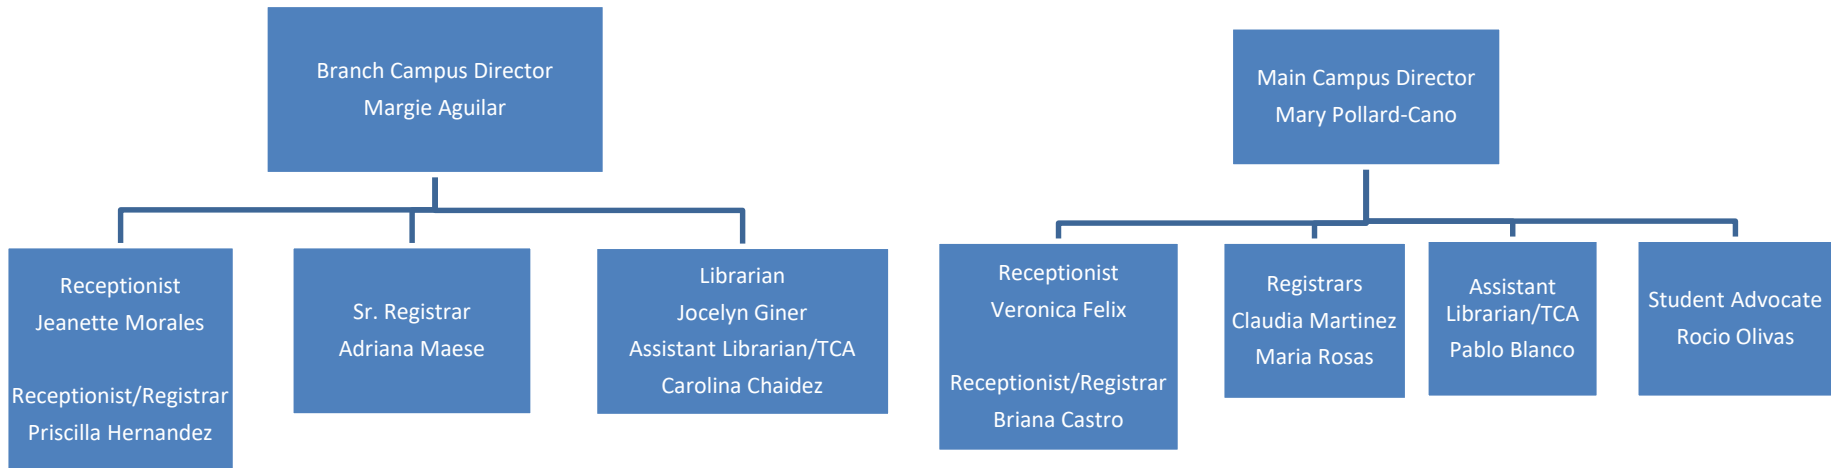 Branch Campus Director
Margie Aguilar
Receptionist
Jeanette Morales
Receptionist/Registrar
Priscilla Hernandez
Sr. Registrar
Adriana Maese
Librarian
Jocelyn Giner
Assistant Librarian/TCA
Carolina Chaidez
Main Campus Director
Mary Pollard-Cano
Receptionist
Veronica Felix
Receptionist/Registrar
Briana Castro
Registrars
Claudia Martinez
Maria Rosas
Assistant
Librarian/TCA
Pablo Blanco
Student Advocate
Rocio Olivas